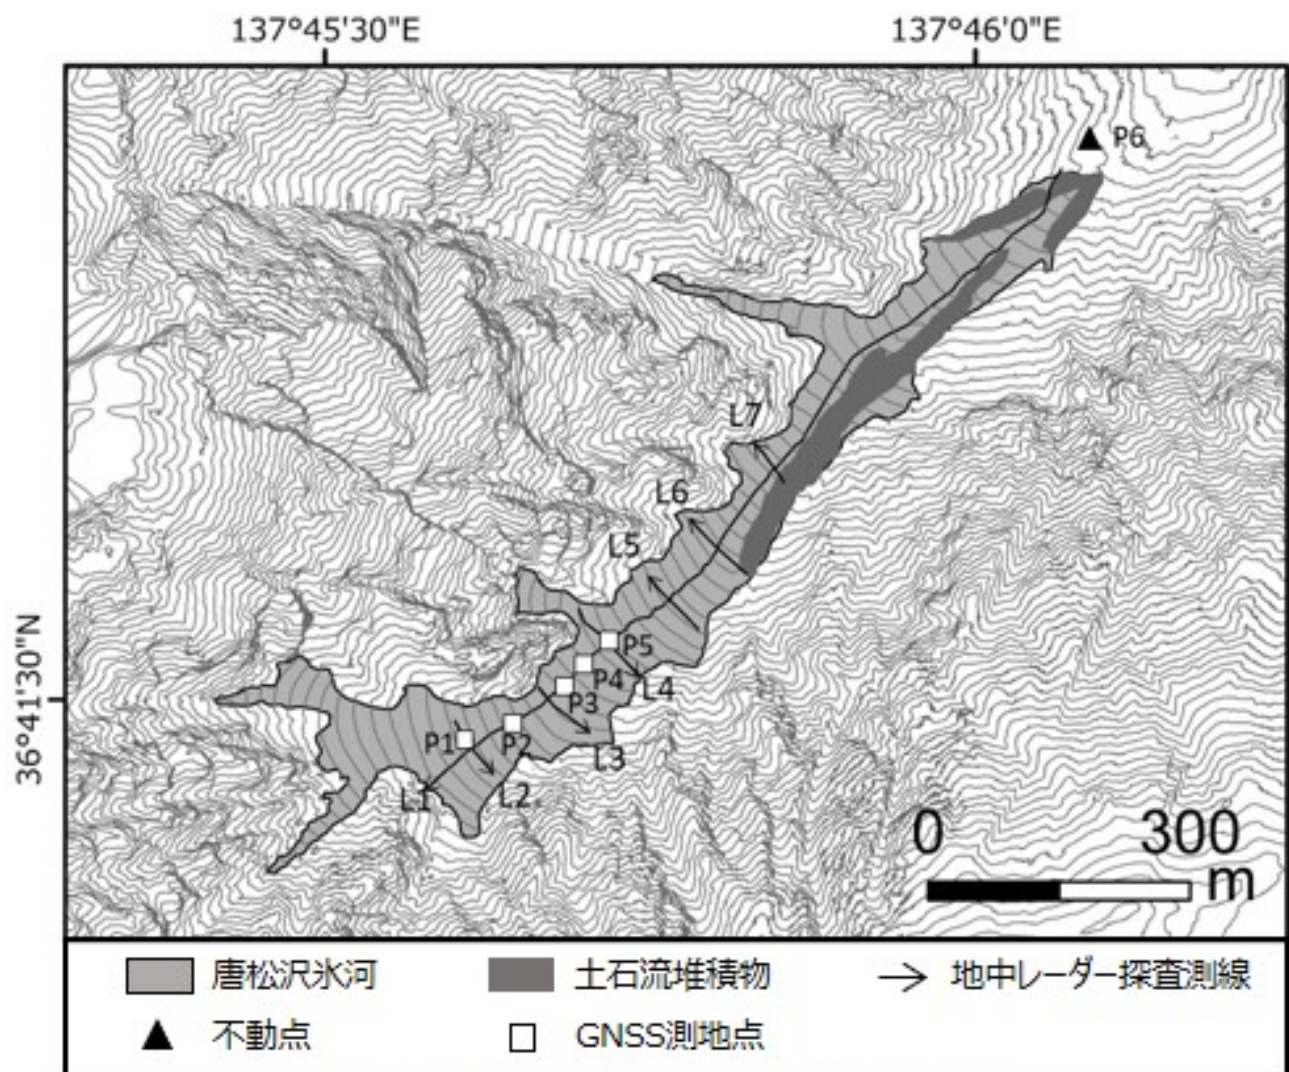 137°45'30"E 137°46'0"E
P6
L7
L6
L5
36°41'30"N
P5
P4
L4
P3
P1 P2
L3
L1 L2
0 300
m
唐松沢氷河 土石流堆積物 地中レーダー探査測線
不動点 GNSS測地点